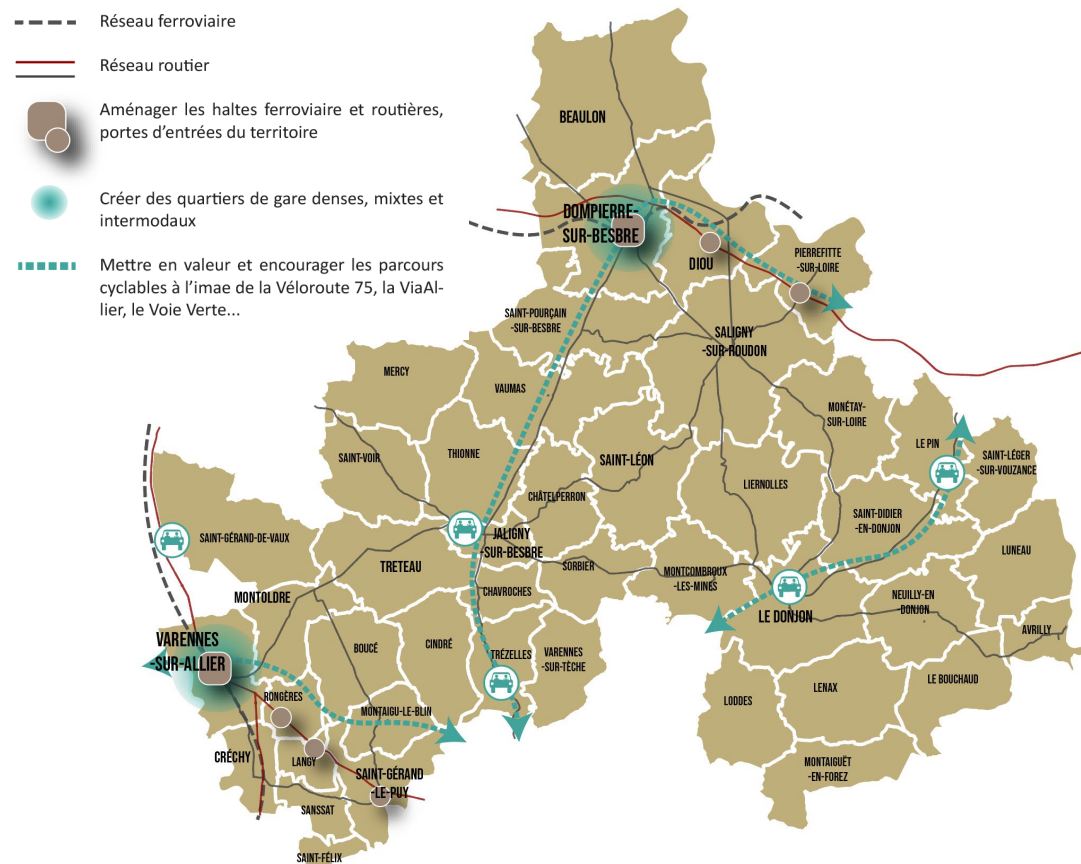 Réseau ferroviaire
Réseau routier
Aménager les haltes ferroviaire et routières,
portes d'entrées du territoire
Créer des quartiers de gare denses, mixtes et
intermodaux
Mettre en valeur et encourager les parcours
cyclables à l'imae de la Véloroute 75, la ViaAl-
lier, le Voie Verte...
BEAULON
DOMPIERRE-
SUR-BESBRE
DIOU
PIERREFITTE
-SUR-LOIRE
SAINT-POURÇAIN
-SUR-BESBRE
SALIGNY
-SUR-ROUDON
MERCY
VAUMAS
MONÉTAY-
SUR-LOIRE
LE PIN
SAINT-LÉGER
-SUR-VOUZANCE
SAINT-VOIR
THIONNE
SAINT-LÉON
LIERNOLLES
CHÂTELPERRON
SAINT-DIDIER
-EN-DONJON
SAINT-GÉRAND-DE-VAUX
JALIGNY
-SUR-BESBRE
LUNEAU
TRETEAU
SORBIER
MONTCOMBROUX
-LES-MINES
CHAVROCHES
MONTOLDRE
NEUILLY-EN
-DONJON
LE DONJON
AVRILLY
VARENNES
-SUR-ALLIER
BOUCÉ
CINDRÉ
TRÉZELLES
VARENNES
-SUR-TÈCHE
LE BOUCHAUD
LODDES
LENAX
RONGÈRES
MONTAIGU-LE-BLIN
CRÉCHY
LANGY
SAINT-GÉRAND
-LE-PUY
MONTAIGUËT
-EN-FOREZ
SANSSAT
SAINT-FÉLIX